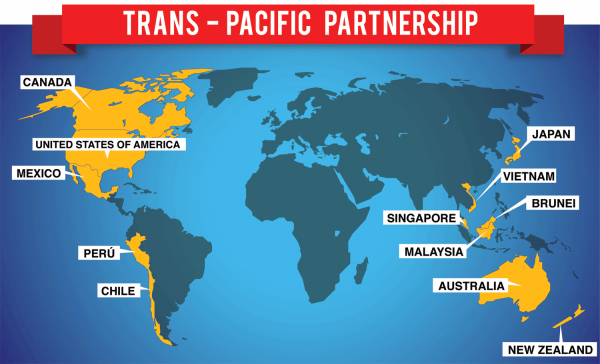 TRANS – PACIFIC PARTNERSHIP
CANADA
UNITED STATES OF AMERICA
MEXICO
JAPAN
VIETNAM
BRUNEI
SINGAPORE
MALAYSIA
PERÚ
CHILE
AUSTRALIA
NEW ZEALAND